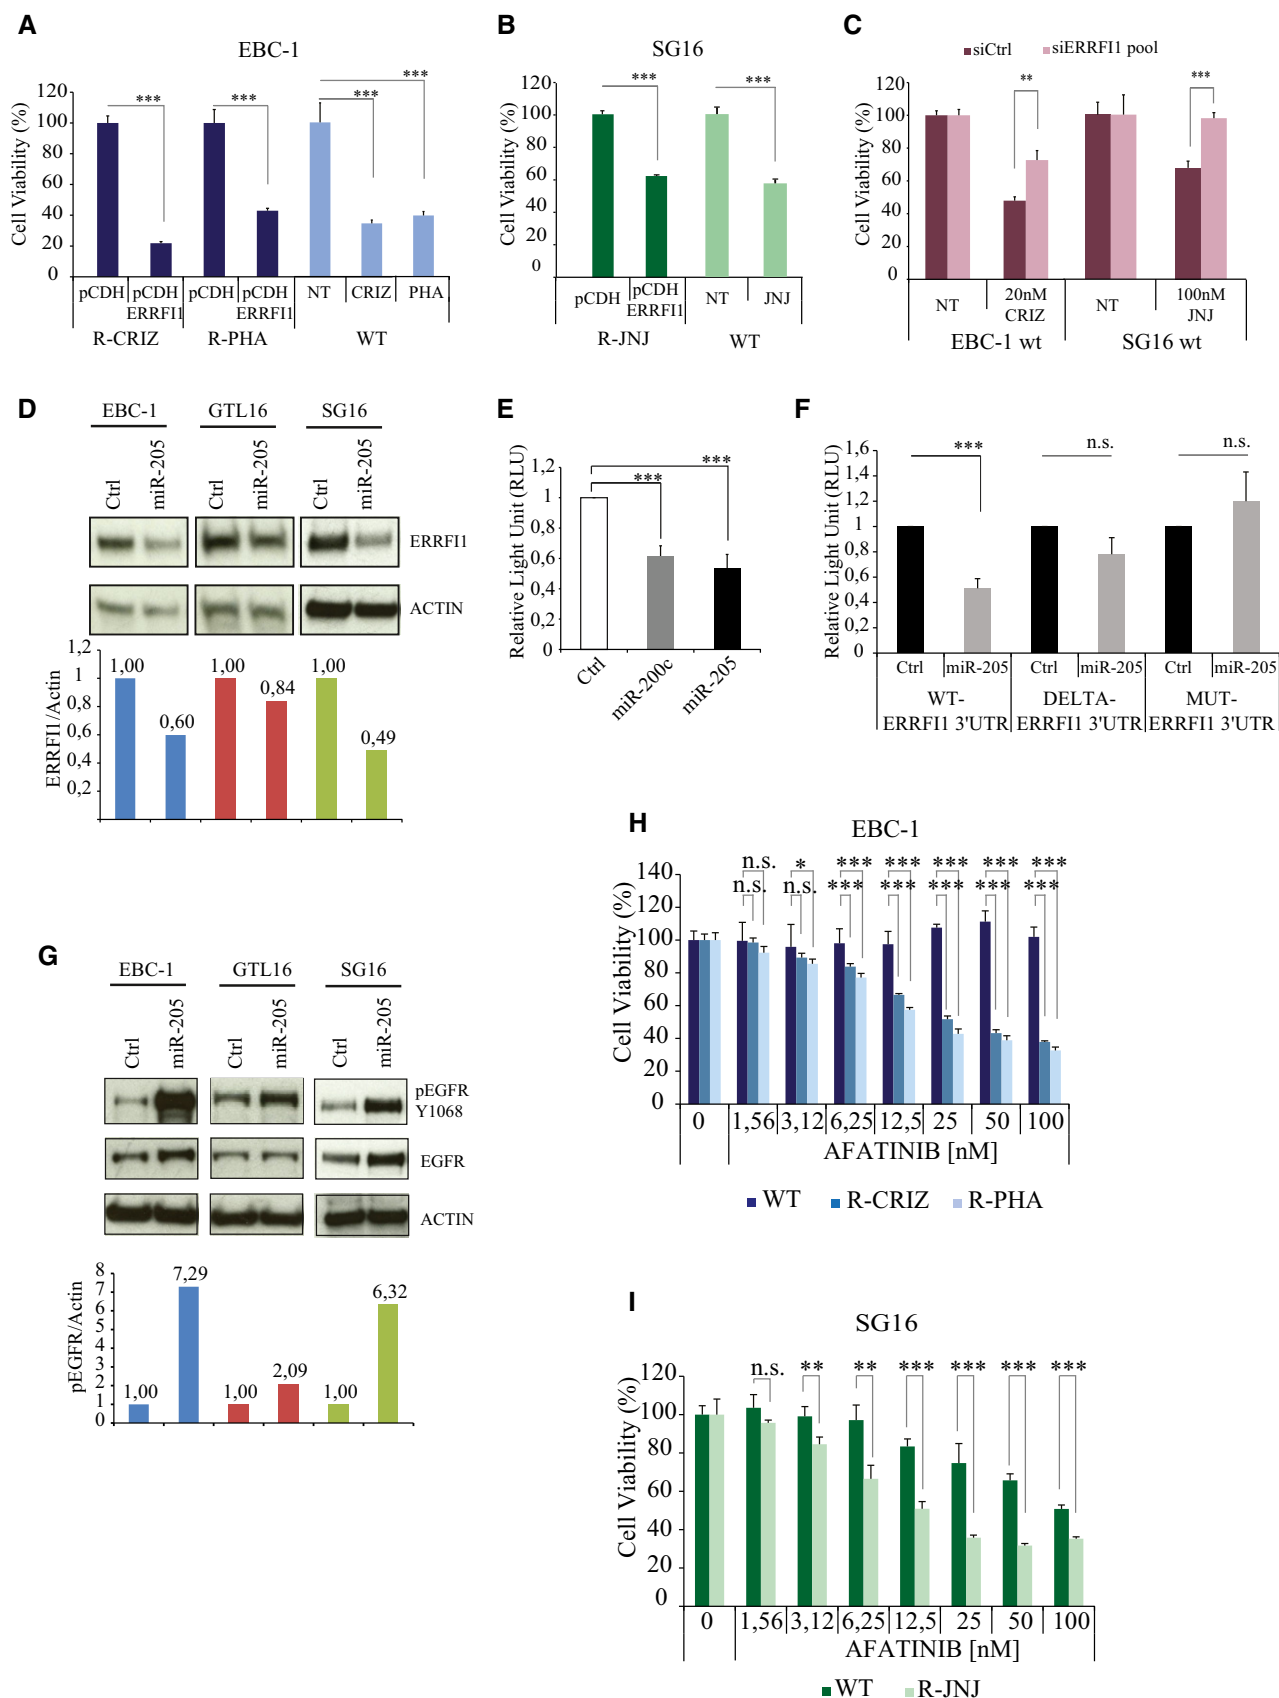 A
EBC-1
Cell Viability (%)
120
100
80
60
40
20
0
***
***
***
***
pCDH
pCDH ERRFI1
pCDH
pCDH ERRFI1
NT
CRIZ
PHA
R-CRIZ
R-PHA
WT
B
SG16
Cell Viability (%)
120
100
80
60
40
20
0
***
***
pCDH
pCDH ERRFI1
NT
JNJ
R-JNJ
WT
C
siCtrl
siERRFI1 pool
Cell Viability (%)
120
100
80
60
40
20
0
**
***
NT
20nM CRIZ
NT
100nM JNJ
EBC-1 wt
SG16 wt
D
EBC-1
GTL16
SG16
Ctrl
miR-205
Ctrl
miR-205
Ctrl
miR-205
ERRFI1
ACTIN
ERRFI1/Actin
1,2
1
0,8
0,6
0,4
0,2
1,00
0,60
1,00
0,84
1,00
0,49
E
Relative Light Unit (RLU)
1,2
1
0,8
0,6
0,4
0,2
0
***
***
Ctrl
miR-200c
miR-205
F
Relative Light Unit (RLU)
1,6
1,4
1,2
1
0,8
0,6
0,4
0,2
0
***
n.s.
n.s.
Ctrl
miR-205
Ctrl
miR-205
Ctrl
miR-205
WT-
ERRFI1 3'UTR
DELTA-
ERRFI1 3'UTR
MUT-
ERRFI1 3'UTR
G
EBC-1
GTL16
SG16
Ctrl
miR-205
Ctrl
miR-205
Ctrl
miR-205
pEGFR
Y1068
EGFR
ACTIN
pEGFR/Actin
8
7
6
5
4
3
2
1
0
1,00
7,29
1,00
2,09
1,00
6,32
H
EBC-1
Cell Viability (%)
140
120
100
80
60
40
20
0
n.s. * *** *** *** *** ***
n.s. n.s. *** *** *** *** ***
0 1,56 3,12 6,25 12,5 25 50 100
AFATINIB [nM]
WT R-CRIZ R-PHA
I
SG16
Cell Viability (%)
120
100
80
60
40
20
0
n.s. ** ** *** *** *** ***
0 1,56 3,12 6,25 12,5 25 50 100
AFATINIB [nM]
WT R-JNJ